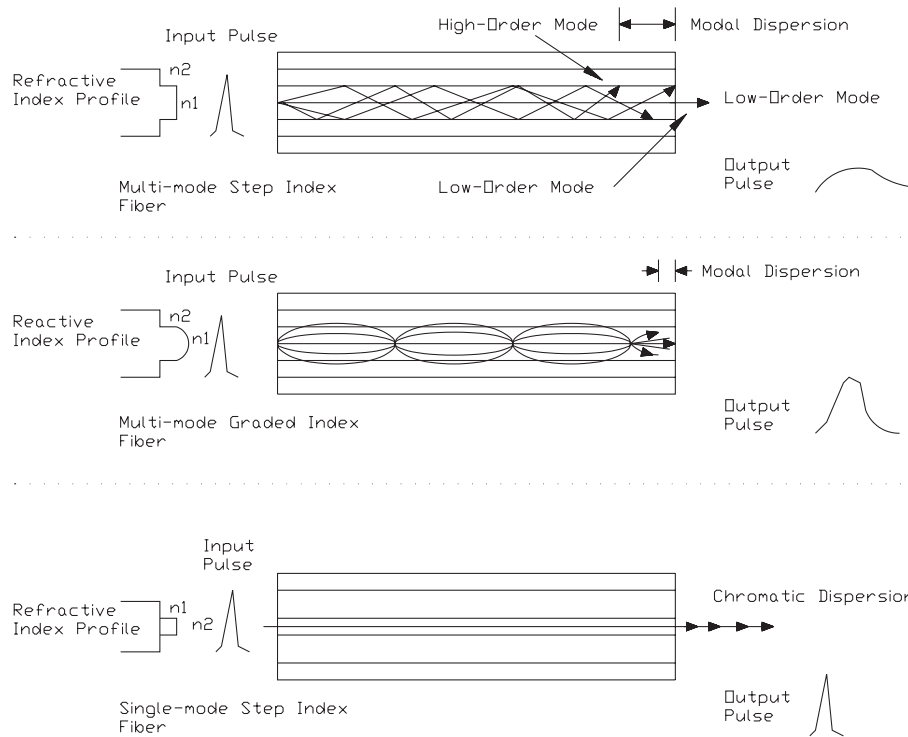 High-Order Mode
Modal Dispersion
Input Pulse
Refractive
Index Profile
n2
n1
Low-Order Mode
Multi-mode Step Index
Fiber
Low-Order Mode
Output
Pulse
Input Pulse
Modal Dispersion
Reactive
Index Profile
n2
n1
Multi-mode Graded Index
Fiber
Output
Pulse
Input
Pulse
Refractive
Index Profile
n1
n2
Chromatic Dispersion
Single-mode Step Index
Fiber
Output
Pulse